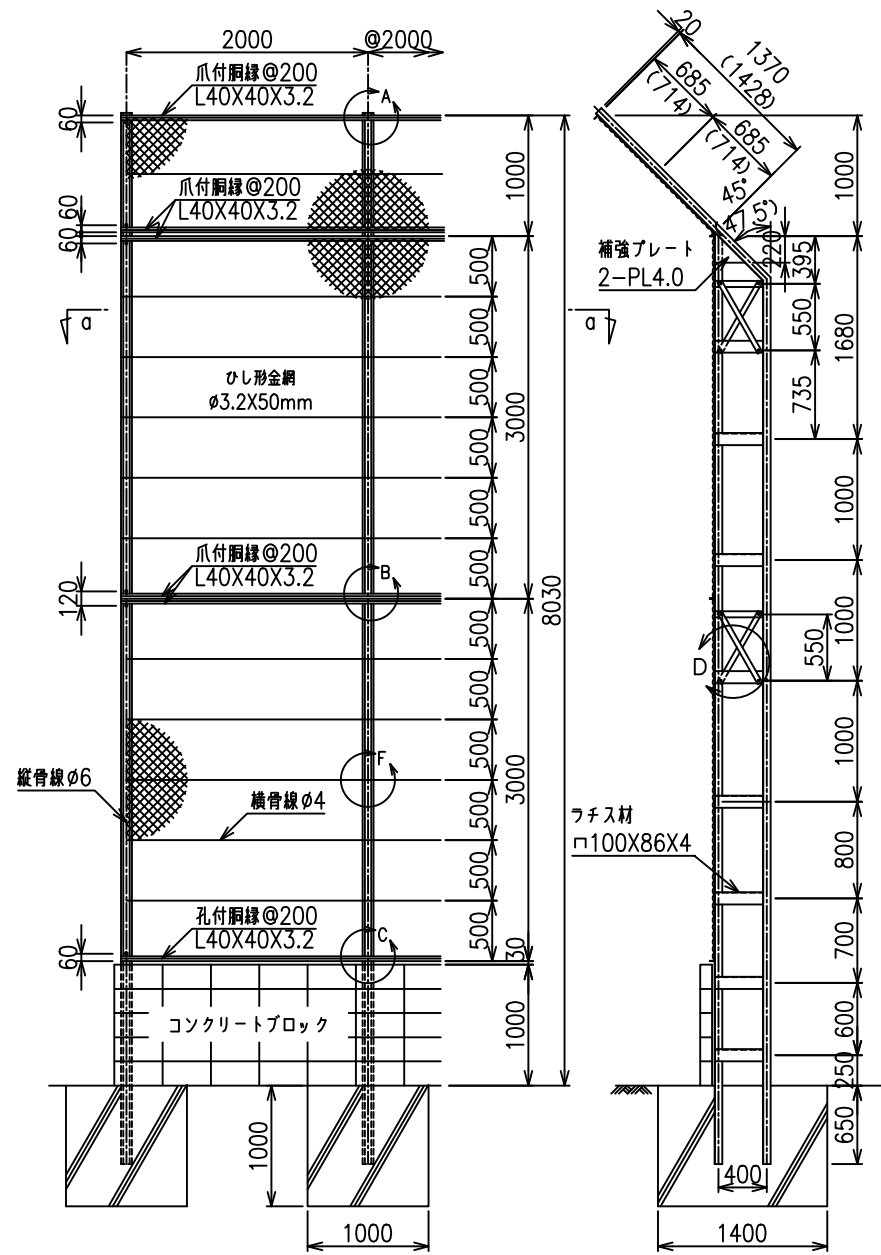 2000
@2000
爪付胴縁@200
L40X40X3.2
A
60
1000
爪付胴縁@200
L40X40X3.2
60
60
500
500
a
ひし形金網
φ3.2X50mm
500
500
3000
500
500
爪付胴縁@200
L40X40X3.2
B
120
8030
500
500
500
縦骨線φ6
F
横骨線φ4
500
3000
500
500
孔付胴縁@200
L40X40X3.2
C
60
30
コンクリートブロック
1000
1000
1000
20
1370
(1428)
685
(714)
685
(714)
1000
45°
47.5°
220
395
補強プレート
2-PL4.0
a
550
1680
735
1000
1000
550
D
1000
ラチス材
ㄇ100X86X4
800
700
600
250
650
400
1400